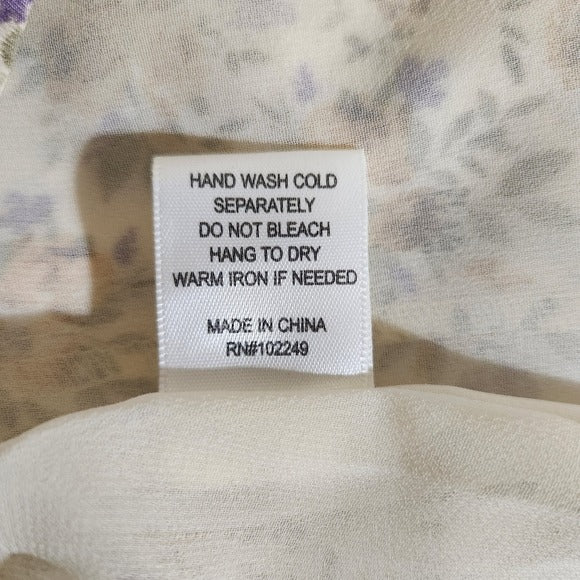 HAND WASH COLD
SEPARATELY
DO NOT BLEACH
HANG TO DRY
WARM IRON IF NEEDED
MADE IN CHINA
RN#102249